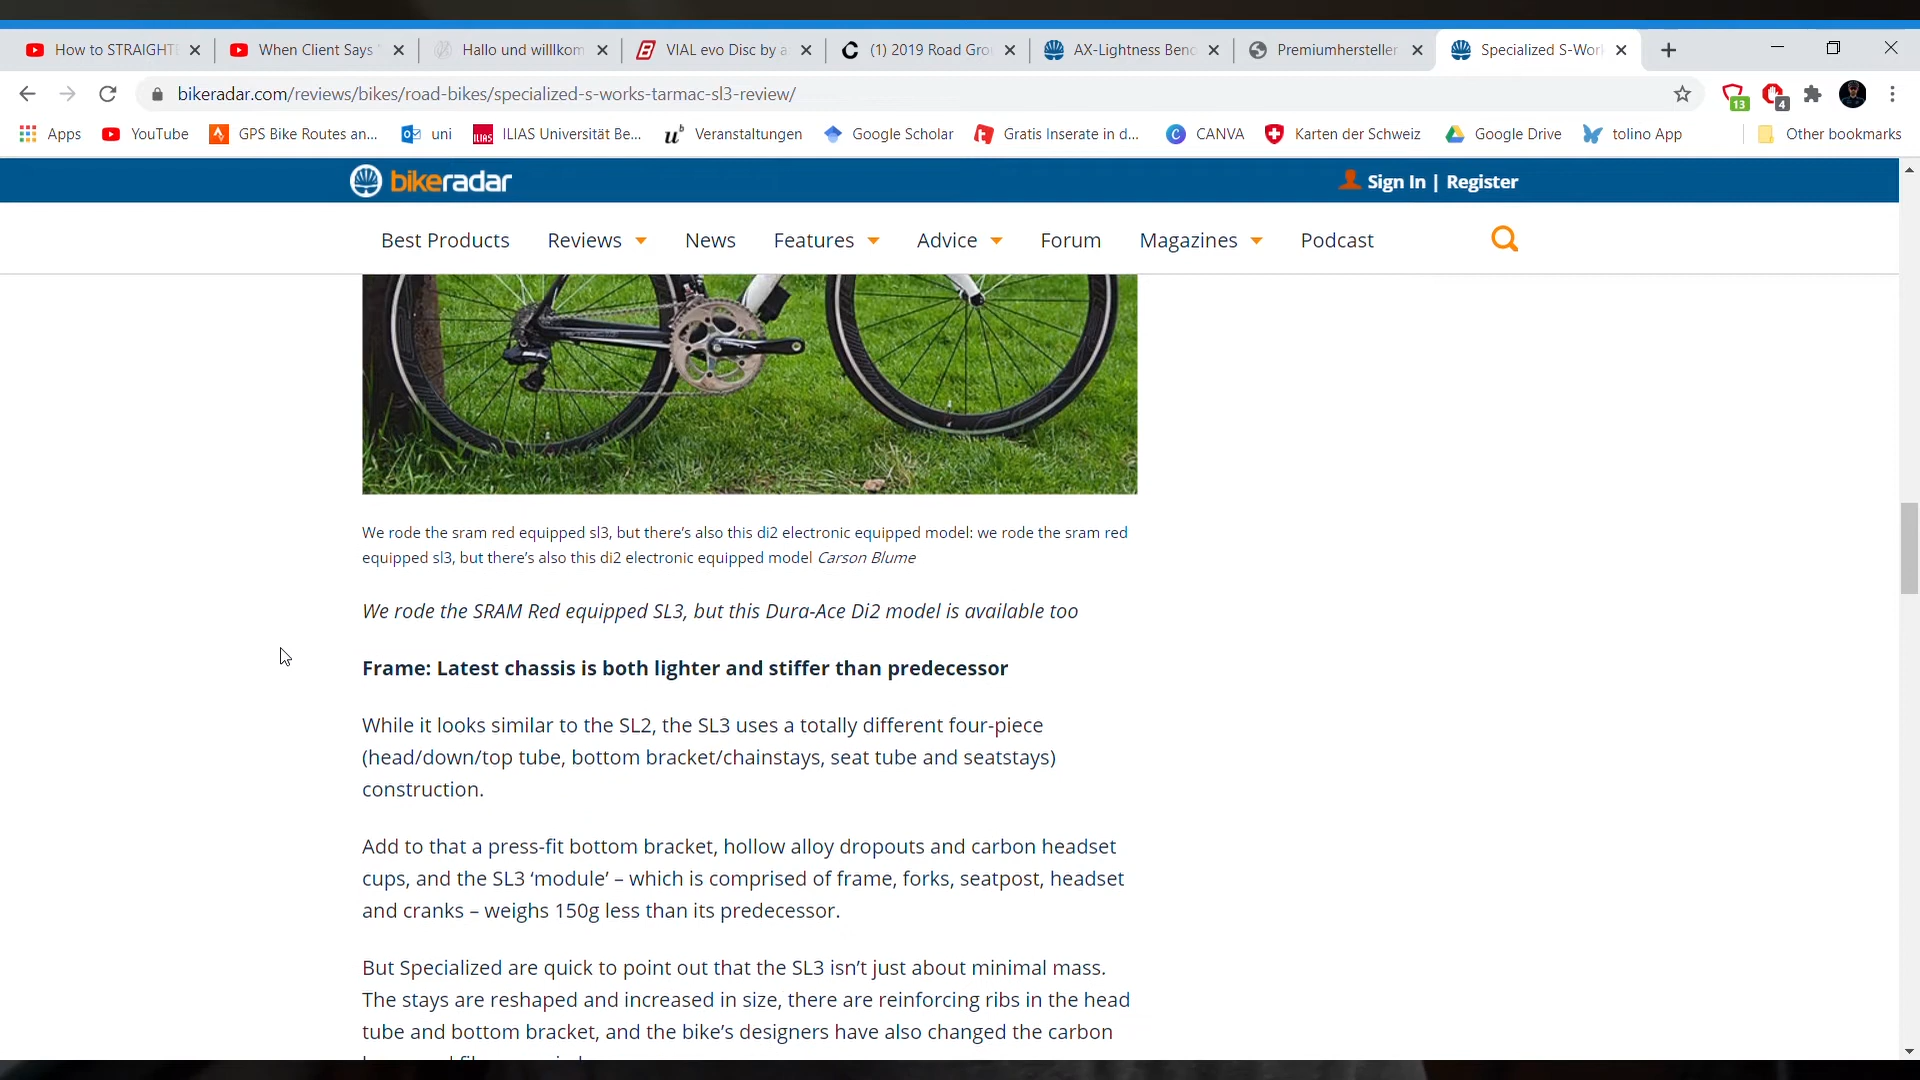 How to STRAIGHT
When Client Says
Hallo und willlkom
VIAL evo Disc by a
(1) 2019 Road Gro
AX-Lightness Benc
Premiumhersteller
Specialized S-Wor
bikeradar.com/reviews/bikes/road-bikes/specialized-s-works-tarmac-sl3-review/
13
4
Apps
YouTube
GPS Bike Routes an...
uni
ILIAS Universität Be...
Veranstaltungen
Google Scholar
Gratis Inserate in d...
CANVA
Karten der Schweiz
Google Drive
tolino App
Other bookmarks
bikeradar
Sign In | Register
Best Products
Reviews
News
Features
Advice
Forum
Magazines
Podcast
We rode the sram red equipped sl3, but there's also this di2 electronic equipped model: we rode the sram red
equipped sl3, but there's also this di2 electronic equipped model Carson Blume
We rode the SRAM Red equipped SL3, but this Dura-Ace Di2 model is available too
Frame: Latest chassis is both lighter and stiffer than predecessor
While it looks similar to the SL2, the SL3 uses a totally different four-piece
(head/down/top tube, bottom bracket/chainstays, seat tube and seatstays)
construction.
Add to that a press-fit bottom bracket, hollow alloy dropouts and carbon headset
cups, and the SL3 ‘module’ – which is comprised of frame, forks, seatpost, headset
and cranks – weighs 150g less than its predecessor.
But Specialized are quick to point out that the SL3 isn't just about minimal mass.
The stays are reshaped and increased in size, there are reinforcing ribs in the head
tube and bottom bracket, and the bike's designers have also changed the carbon